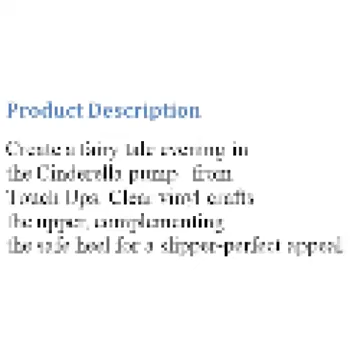 Product Description
Create a fairy tale evening in
the Cinderella pump from
Touch Ups. Clear vinyl crafts
the upper, complementing
the safe heel for a slipper-perfect appeal.